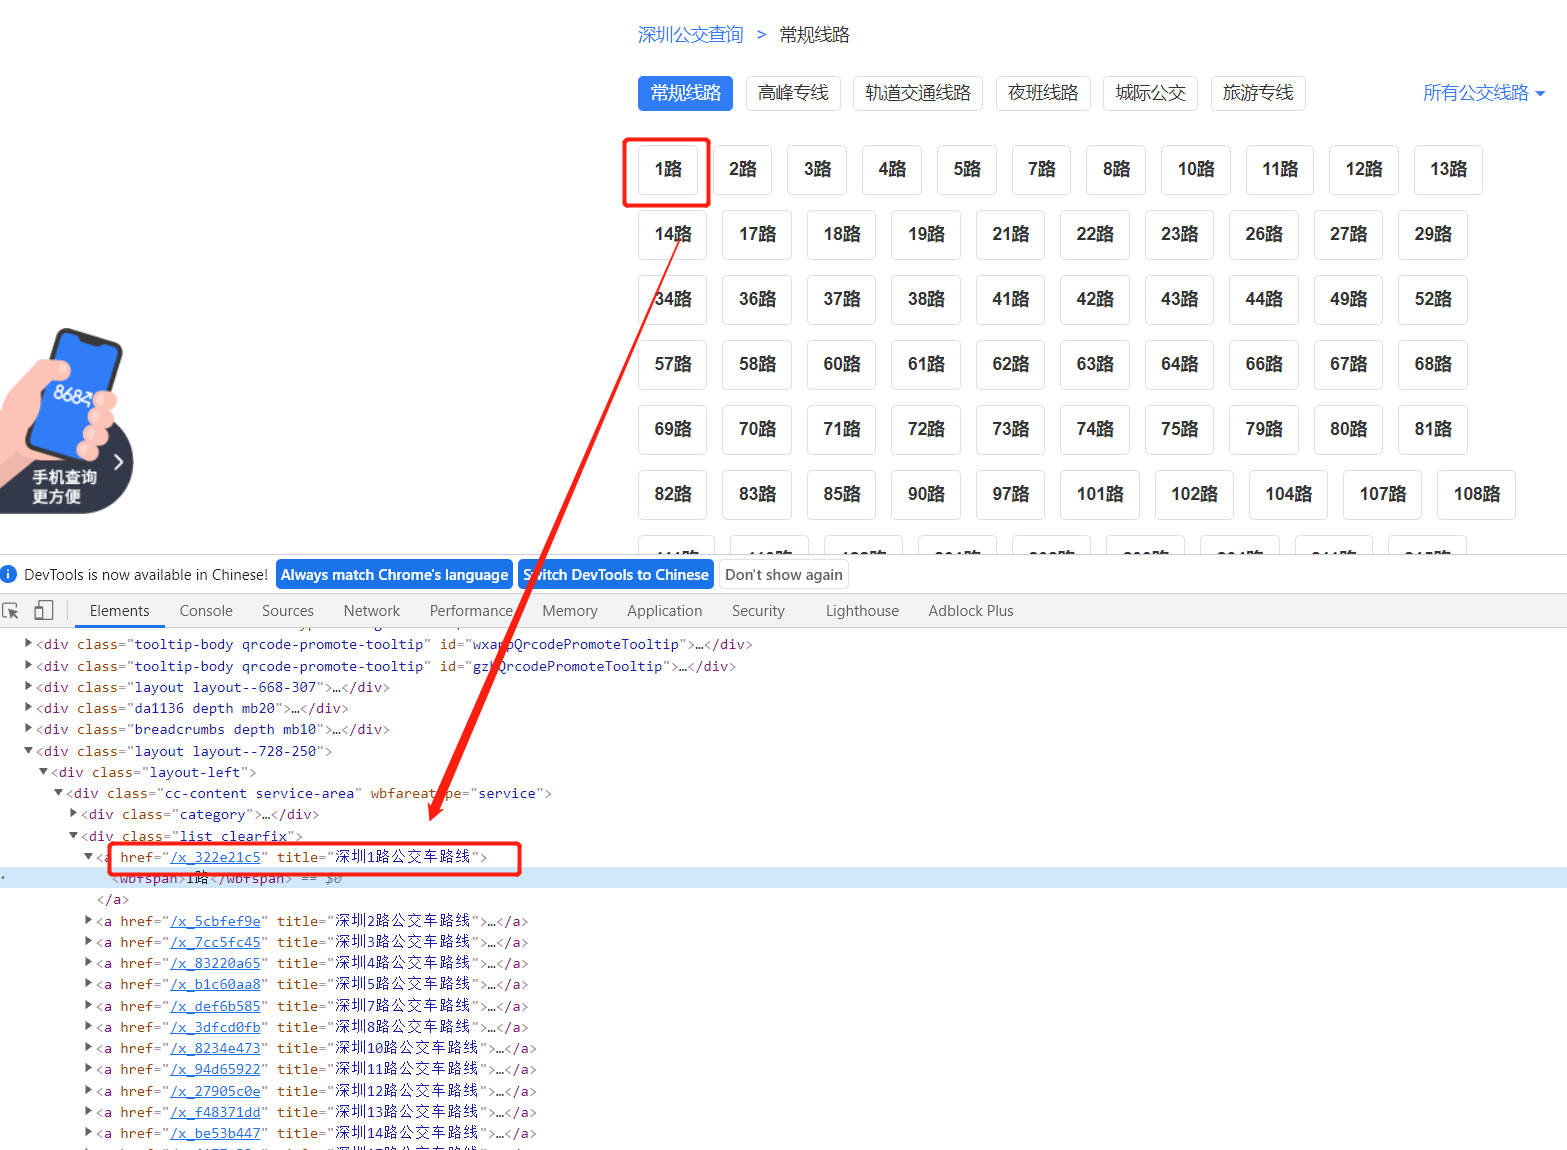 深圳公交查询 > 常规线路
常规线路 高峰专线 轨道交通线路 夜班线路 城际公交 旅游专线 所有公交线路
1路 2路 3路 4路 5路 7路 8路 10路 11路 12路 13路
14路 17路 18路 19路 21路 22路 23路 26路 27路 29路
34路 36路 37路 38路 41路 42路 43路 44路 49路 52路
57路 58路 60路 61路 62路 63路 64路 66路 67路 68路
69路 70路 71路 72路 73路 74路 75路 79路 80路 81路
82路 83路 85路 90路 97路 101路 102路 104路 107路 108路
8684
手机查询
更方便
DevTools is now available in Chinese! Always match Chrome's language Switch DevTools to Chinese Don't show again
Elements Console Sources Network Performance Memory Application Security Lighthouse Adblock Plus
<div class="tooltip-body qrcode-promote-tooltip" id="wxappQrcodePromoteTooltip">…</div>
<div class="tooltip-body qrcode-promote-tooltip" id="gzhQrcodePromoteTooltip">…</div>
<div class="layout layout--668-307">…</div>
<div class="da1136 depth mb20">…</div>
<div class="breadcrumbs depth mb10">…</div>
<div class="layout layout--728-250">
<div class="layout-left">
<div class="cc-content service-area" wbfareatype="service">
<div class="category">…</div>
<div class="list clearfix">
<a href="/x_322e21c5" title="深圳1路公交车路线">
<wbfspan>1路</wbfspan> == $0
</a>
<a href="/x_5cbfef9e" title="深圳2路公交车路线">…</a>
<a href="/x_7cc5fc45" title="深圳3路公交车路线">…</a>
<a href="/x_83220a65" title="深圳4路公交车路线">…</a>
<a href="/x_b1c60aa8" title="深圳5路公交车路线">…</a>
<a href="/x_def6b585" title="深圳7路公交车路线">…</a>
<a href="/x_3dfcd0fb" title="深圳8路公交车路线">…</a>
<a href="/x_8234e473" title="深圳10路公交车路线">…</a>
<a href="/x_94d65922" title="深圳11路公交车路线">…</a>
<a href="/x_27905c0e" title="深圳12路公交车路线">…</a>
<a href="/x_f48371dd" title="深圳13路公交车路线">…</a>
<a href="/x_be53b447" title="深圳14路公交车路线">…</a>